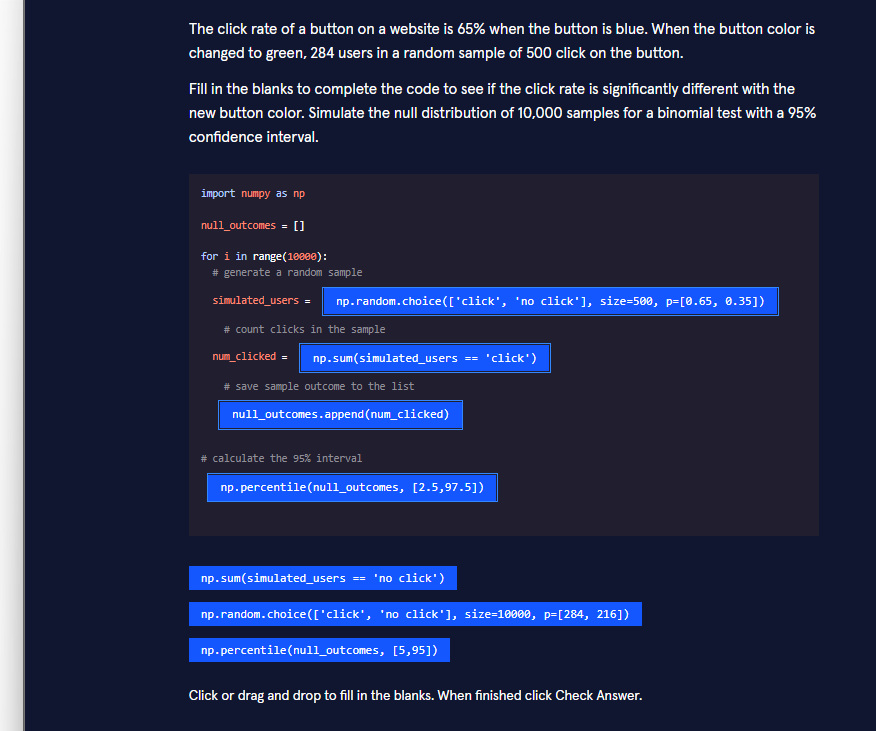 The click rate of a button on a website is 65% when the button is blue. When the button color is
changed to green, 284 users in a random sample of 500 click on the button.
Fill in the blanks to complete the code to see if the click rate is significantly different with the
new button color. Simulate the null distribution of 10,000 samples for a binomial test with a 95%
confidence interval.
import numpy as np
null_outcomes = []
for i in range(10000):
# generate a random sample
simulated_users = np.random.choice(['click', 'no click'], size=500, p=[0.65, 0.35])
# count clicks in the sample
num_clicked = np.sum(simulated_users == 'click')
# save sample outcome to the list
null_outcomes.append(num_clicked)
# calculate the 95% interval
np.percentile(null_outcomes, [2.5,97.5])
np.sum(simulated_users == 'no click')
np.random.choice(['click', 'no click'], size=10000, p=[284, 216])
np.percentile(null_outcomes, [5,95])
Click or drag and drop to fill in the blanks. When finished click Check Answer.